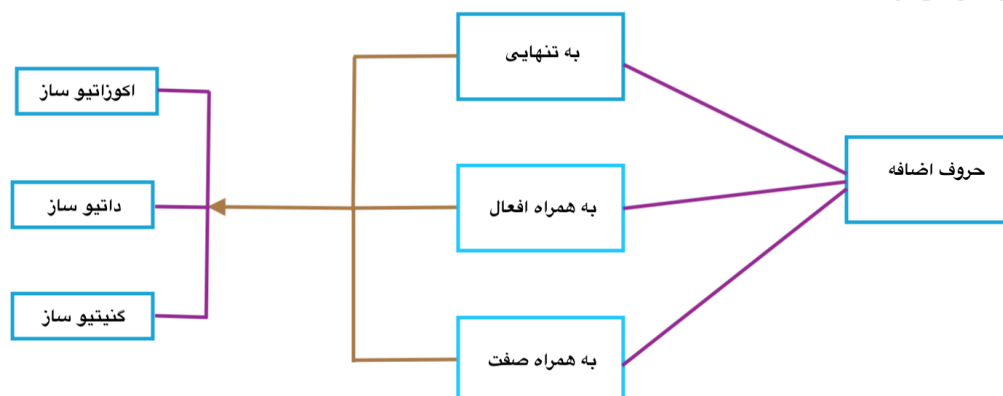 حروف اضافه
به تنهایی
به همراه افعال
به همراه صفت
اکوزاتیو ساز
داتیو ساز
گنیتیو ساز